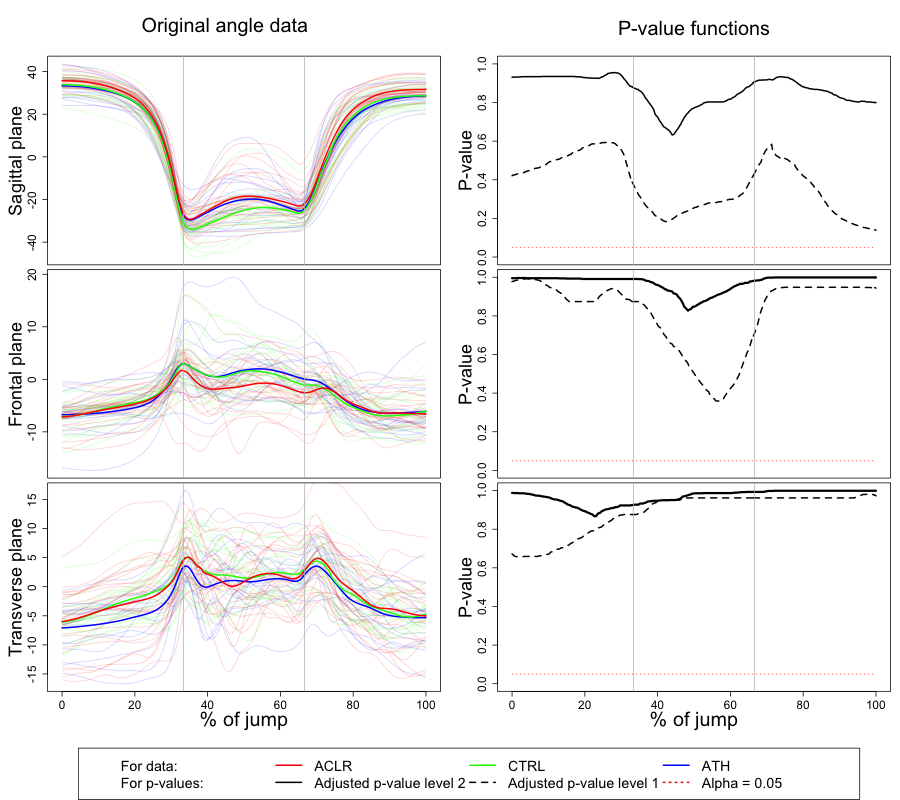 Original angle data
P-value functions
Sagittal plane
40
20
0
-20
-40
P-value
1.0
0.8
0.6
0.4
0.2
0.0
Frontal plane
20
10
0
-10
P-value
1.0
0.8
0.6
0.4
0.2
0.0
Transverse plane
15
10
5
0
-5
-10
-15
P-value
1.0
0.8
0.6
0.4
0.2
0.0
0 20 40 60 80 100
% of jump
0 20 40 60 80 100
% of jump
For data: ACLR CTRL ATH
For p-values: Adjusted p-value level 2 Adjusted p-value level 1 Alpha = 0.05